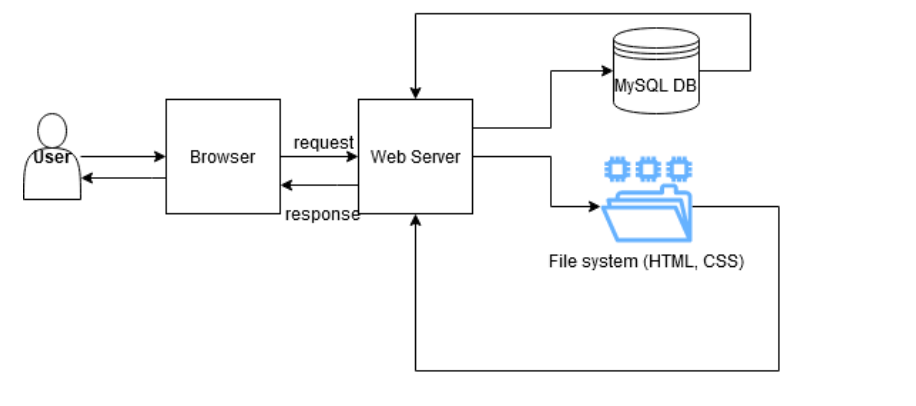 MySQL DB
User
Browser
request
Web Server
response
File system (HTML, CSS)